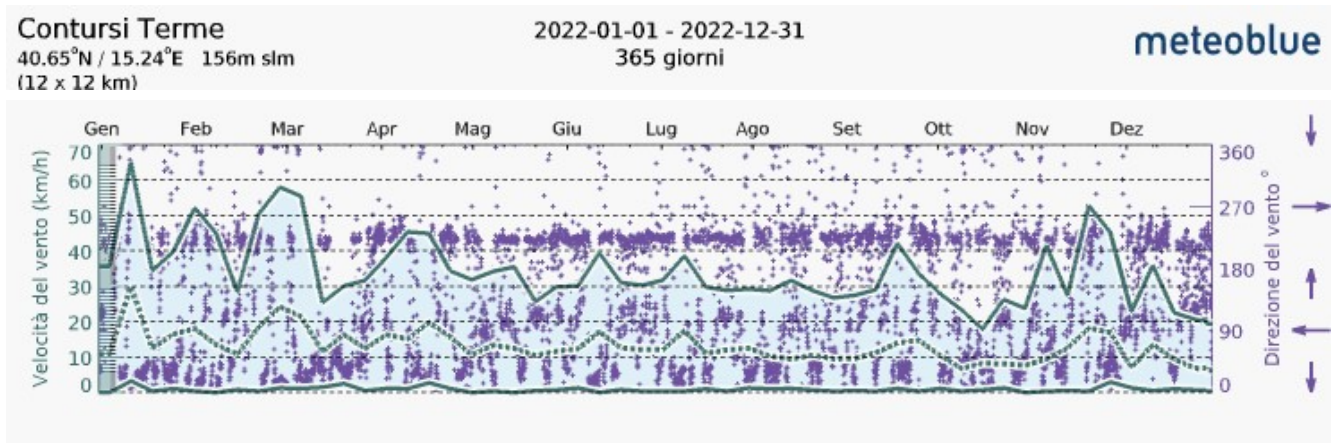 Contursi Terme
40.65°N / 15.24°E 156m slm
(12 x 12 km)
2022-01-01 - 2022-12-31
365 giorni
meteoblue
Gen Feb Mar Apr Mag Giu Lug Ago Set Ott Nov Dez
Velocità del vento (km/h)
70
60
50
40
30
20
10
0
360
270
180
90
0
Direzione del vento °